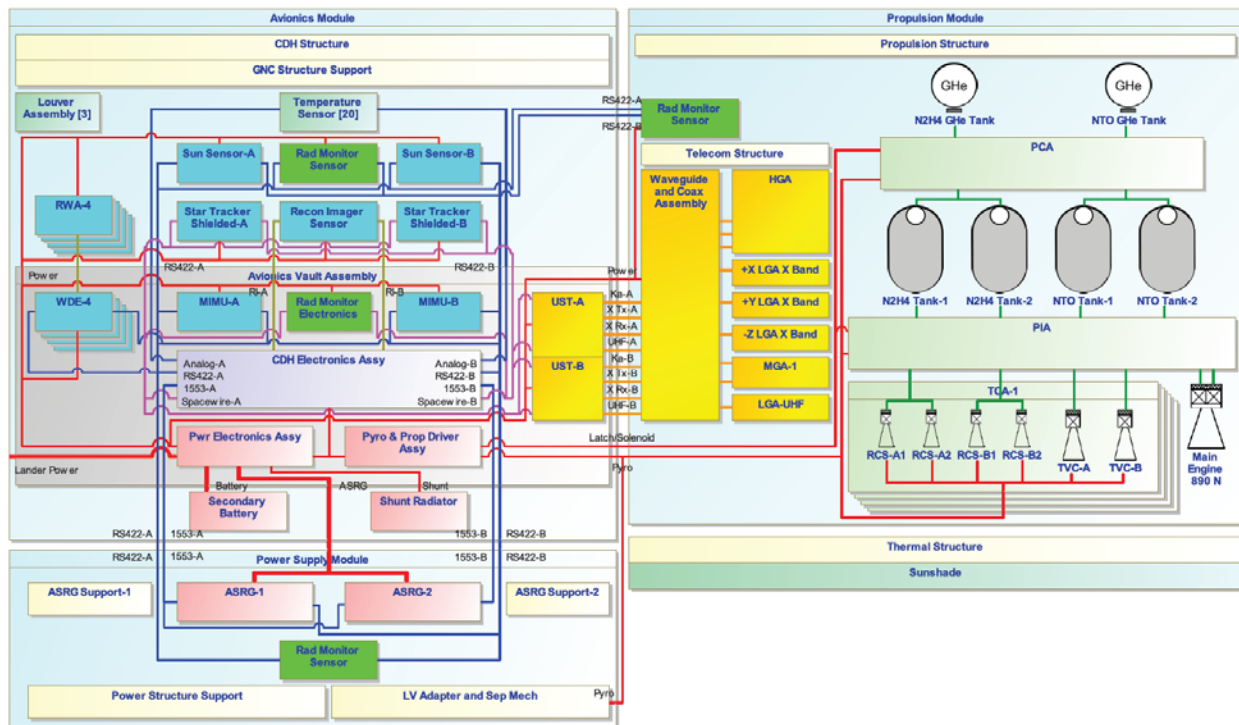 Avionics Module
CDH Structure
GNC Structure Support
Louver
Assembly [3]
Temperature
Sensor [20]
Sun Sensor-A
Rad Monitor
Sensor
Sun Sensor-B
RWA-4
Star Tracker
Shielded-A
Recon Imager
Sensor
Star Tracker
Shielded-B
RS422-A
RS422-B
Power
Avionics Vault Assembly
RI-A
RI-B
WDE-4
MIMU-A
Rad Monitor
Electronics
MIMU-B
CDH Electronics Assy
Analog-A
RS422-A
1553-A
Spacewire-A
Analog-B
RS422-B
1553-B
Spacewire-B
UST-A
UST-B
Pwr Electronics Assy
Pyro & Prop Driver
Assy
Lander Power
Battery
ASRG
Shunt
Secondary
Battery
Shunt Radiator
RS422-A
1553-A
1553-B
RS422-B
RS422-A
1553-A
1553-B
RS422-B
Power Supply Module
ASRG Support-1
ASRG-1
ASRG-2
ASRG Support-2
Rad Monitor
Sensor
Power Structure Support
LV Adapter and Sep Mech
Pyro
Propulsion Module
Propulsion Structure
RS422-A
RS422-B
Rad Monitor
Sensor
GHe
GHe
N2H4 GHe Tank
NTO GHe Tank
PCA
Telecom Structure
Waveguide
and Coax
Assembly
HGA
+X LGA X Band
+Y LGA X Band
-Z LGA X Band
MGA-1
LGA-UHF
Power
Ka-A
X Tx-A
X Rx-A
UHF-A
Ka-B
X Tx-B
X Rx-B
UHF-B
Latch/Solenoid
Pyro
N2H4 Tank-1
N2H4 Tank-2
NTO Tank-1
NTO Tank-2
PIA
TCA-1
RCS-A1
RCS-A2
RCS-B1
RCS-B2
TVC-A
TVC-B
Main
Engine
890 N
Thermal Structure
Sunshade